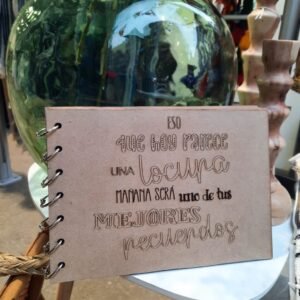 ESO
que hoy parece
UNA locura
MAÑANA SERÁ uno de tus
MEJORES
recuerdos